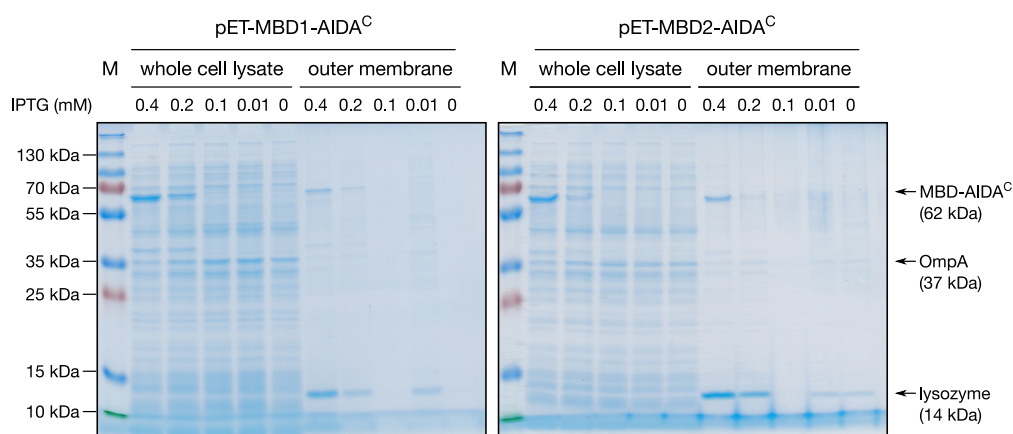 pET-MBD1-AIDA^C pET-MBD2-AIDA^C
M whole cell lysate outer membrane M whole cell lysate outer membrane
IPTG (mM) 0.4 0.2 0.1 0.01 0 0.4 0.2 0.1 0.01 0 0.4 0.2 0.1 0.01 0 0.4 0.2 0.1 0.01 0
130 kDa
70 kDa MBD-AIDA^C
55 kDa (62 kDa)
35 kDa OmpA
(37 kDa)
25 kDa
15 kDa
lysozyme
10 kDa (14 kDa)